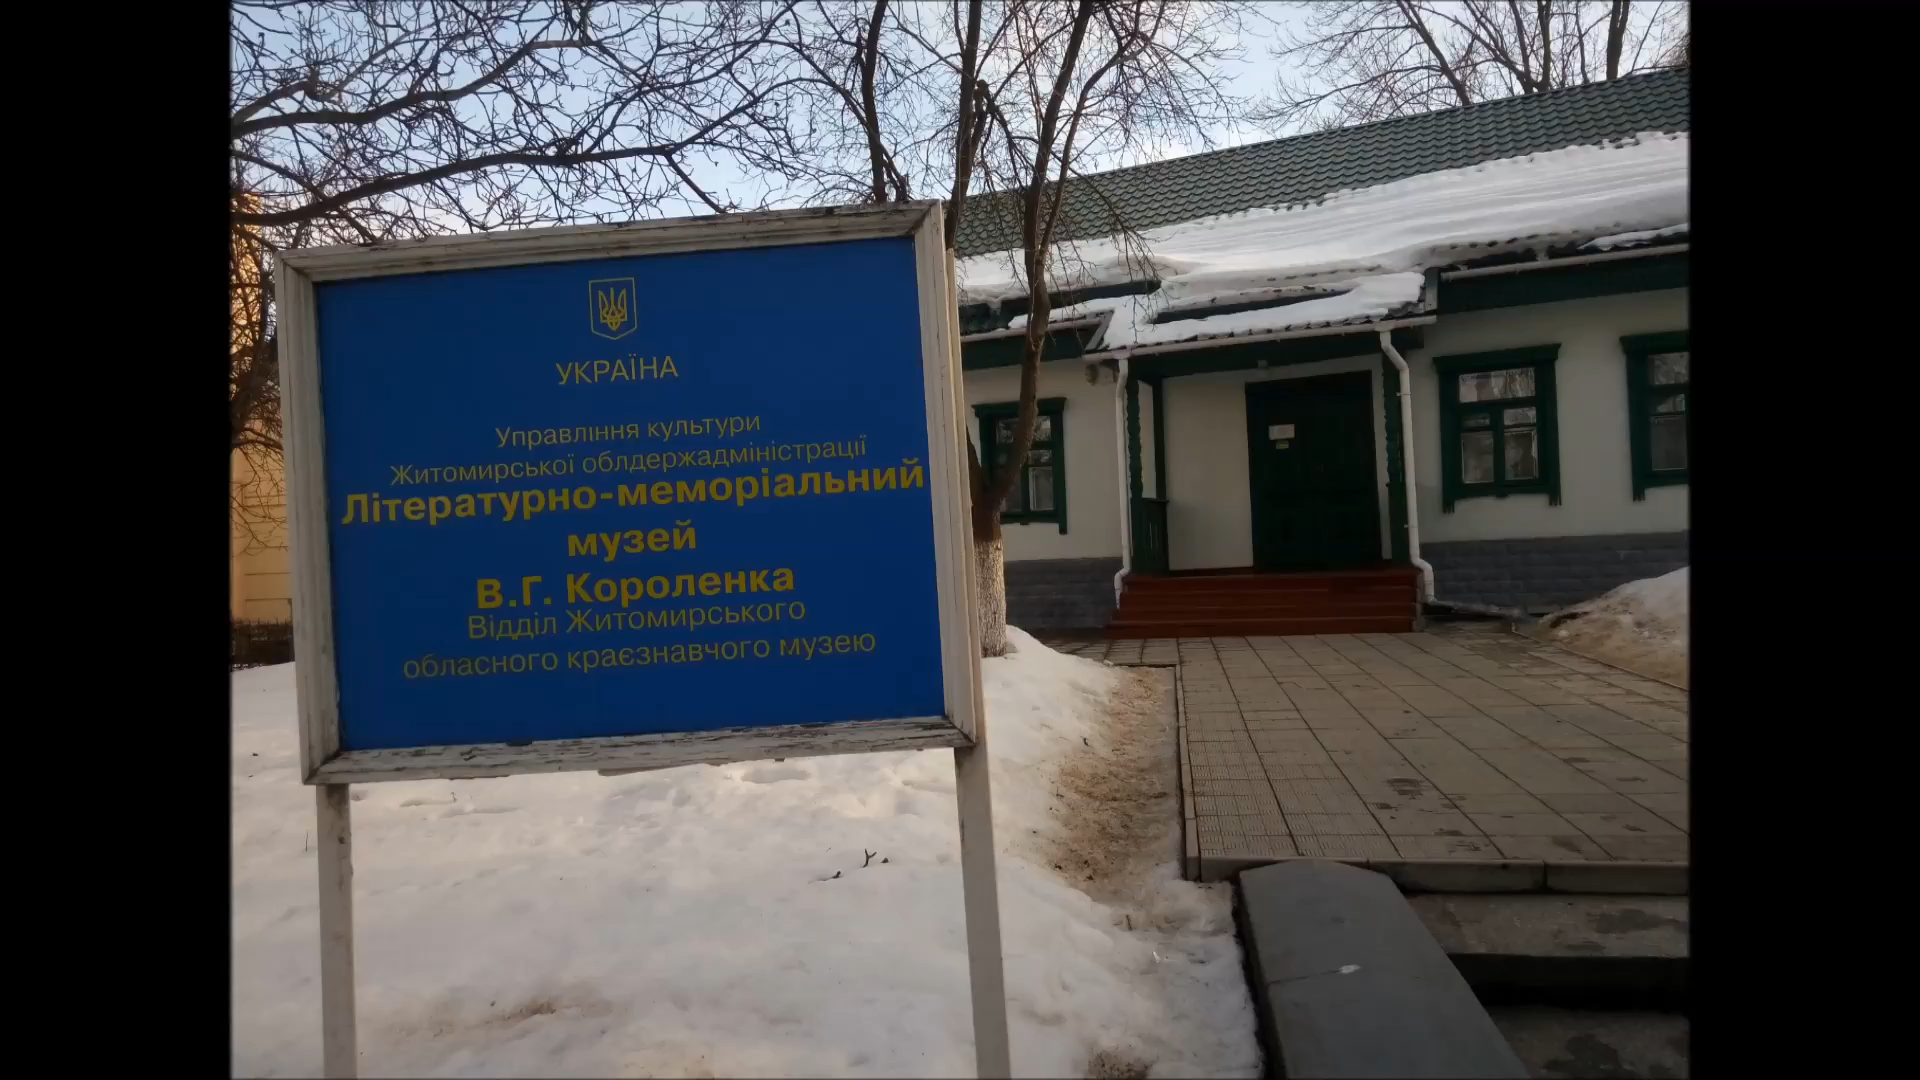 УКРАЇНА
Управління культури
Житомирської облдержадміністрації
Літературно-меморіальний
музей
В.Г. Короленка
Відділ Житомирського
обласного краєзнавчого музею